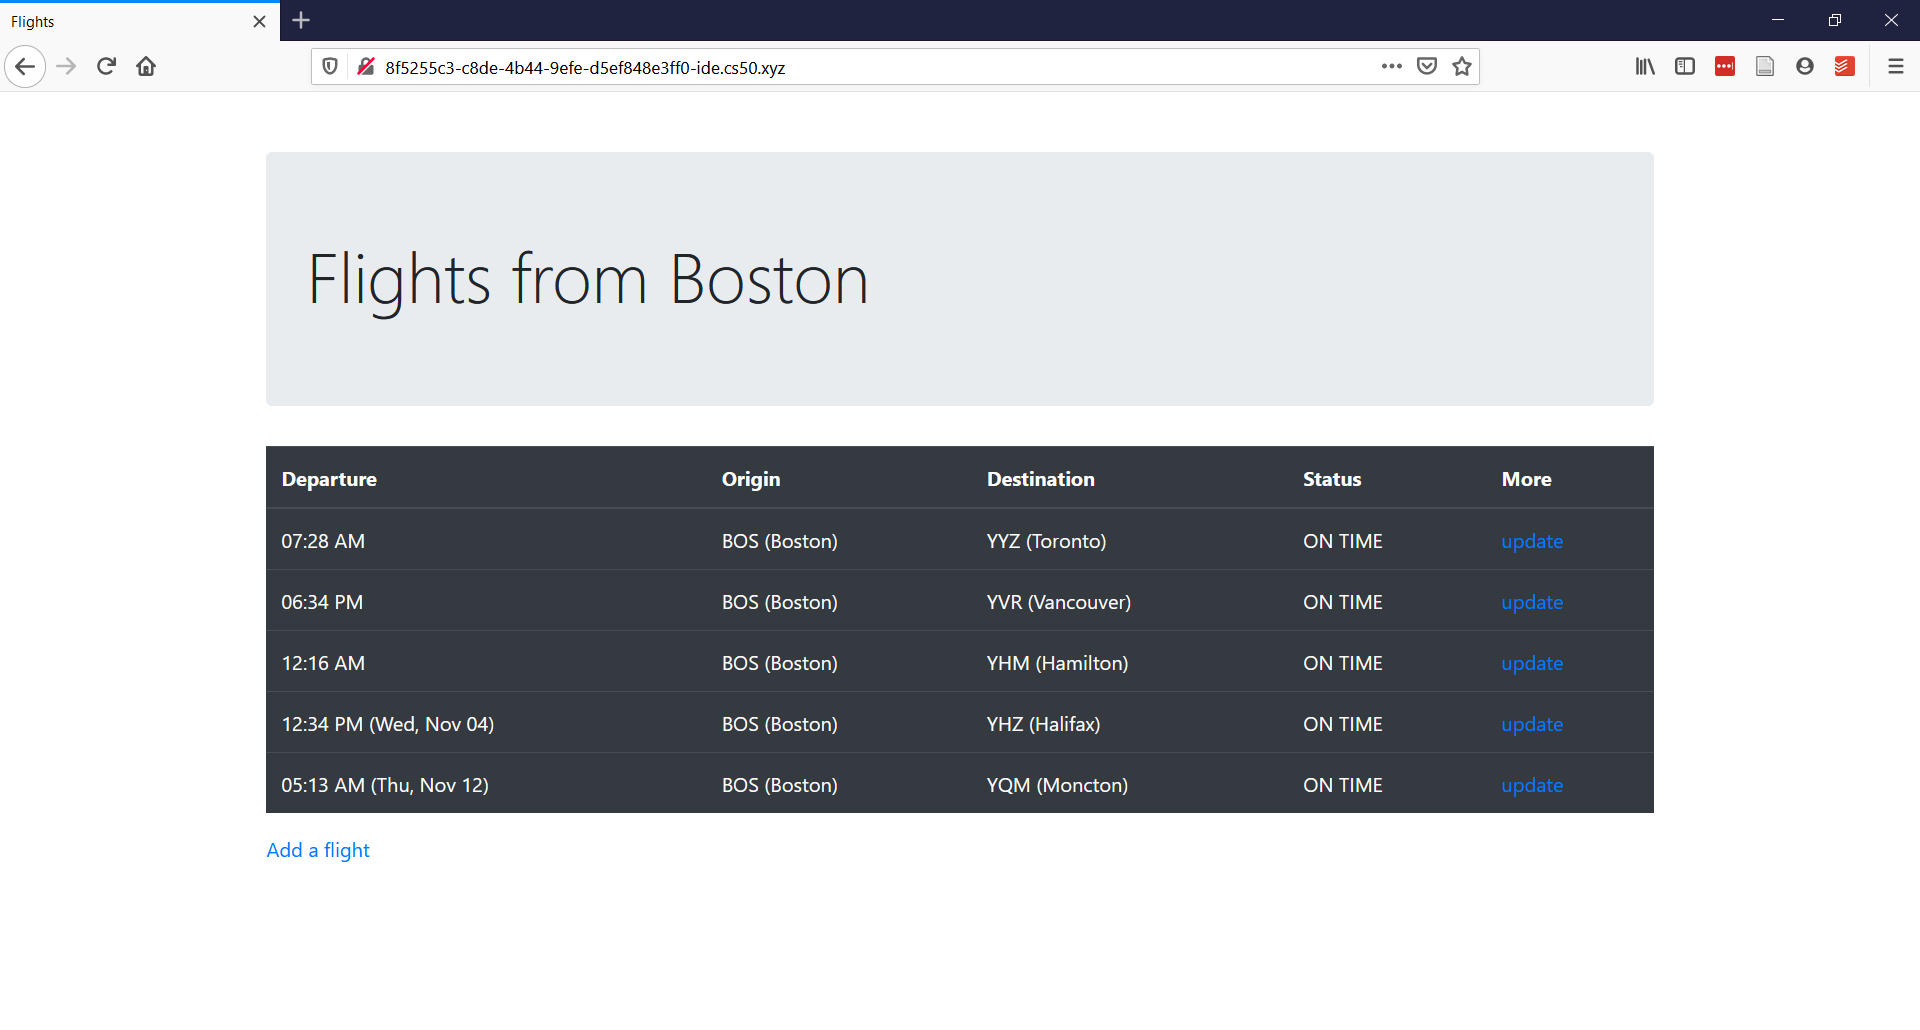 Flights
8f5255c3-c8de-4b44-9efe-d5ef848e3ff0-ide.cs50.xyz
Flights from Boston
Departure Origin Destination Status More
07:28 AM BOS (Boston) YYZ (Toronto) ON TIME update
06:34 PM BOS (Boston) YVR (Vancouver) ON TIME update
12:16 AM BOS (Boston) YHM (Hamilton) ON TIME update
12:34 PM (Wed, Nov 04) BOS (Boston) YHZ (Halifax) ON TIME update
05:13 AM (Thu, Nov 12) BOS (Boston) YQM (Moncton) ON TIME update
Add a flight